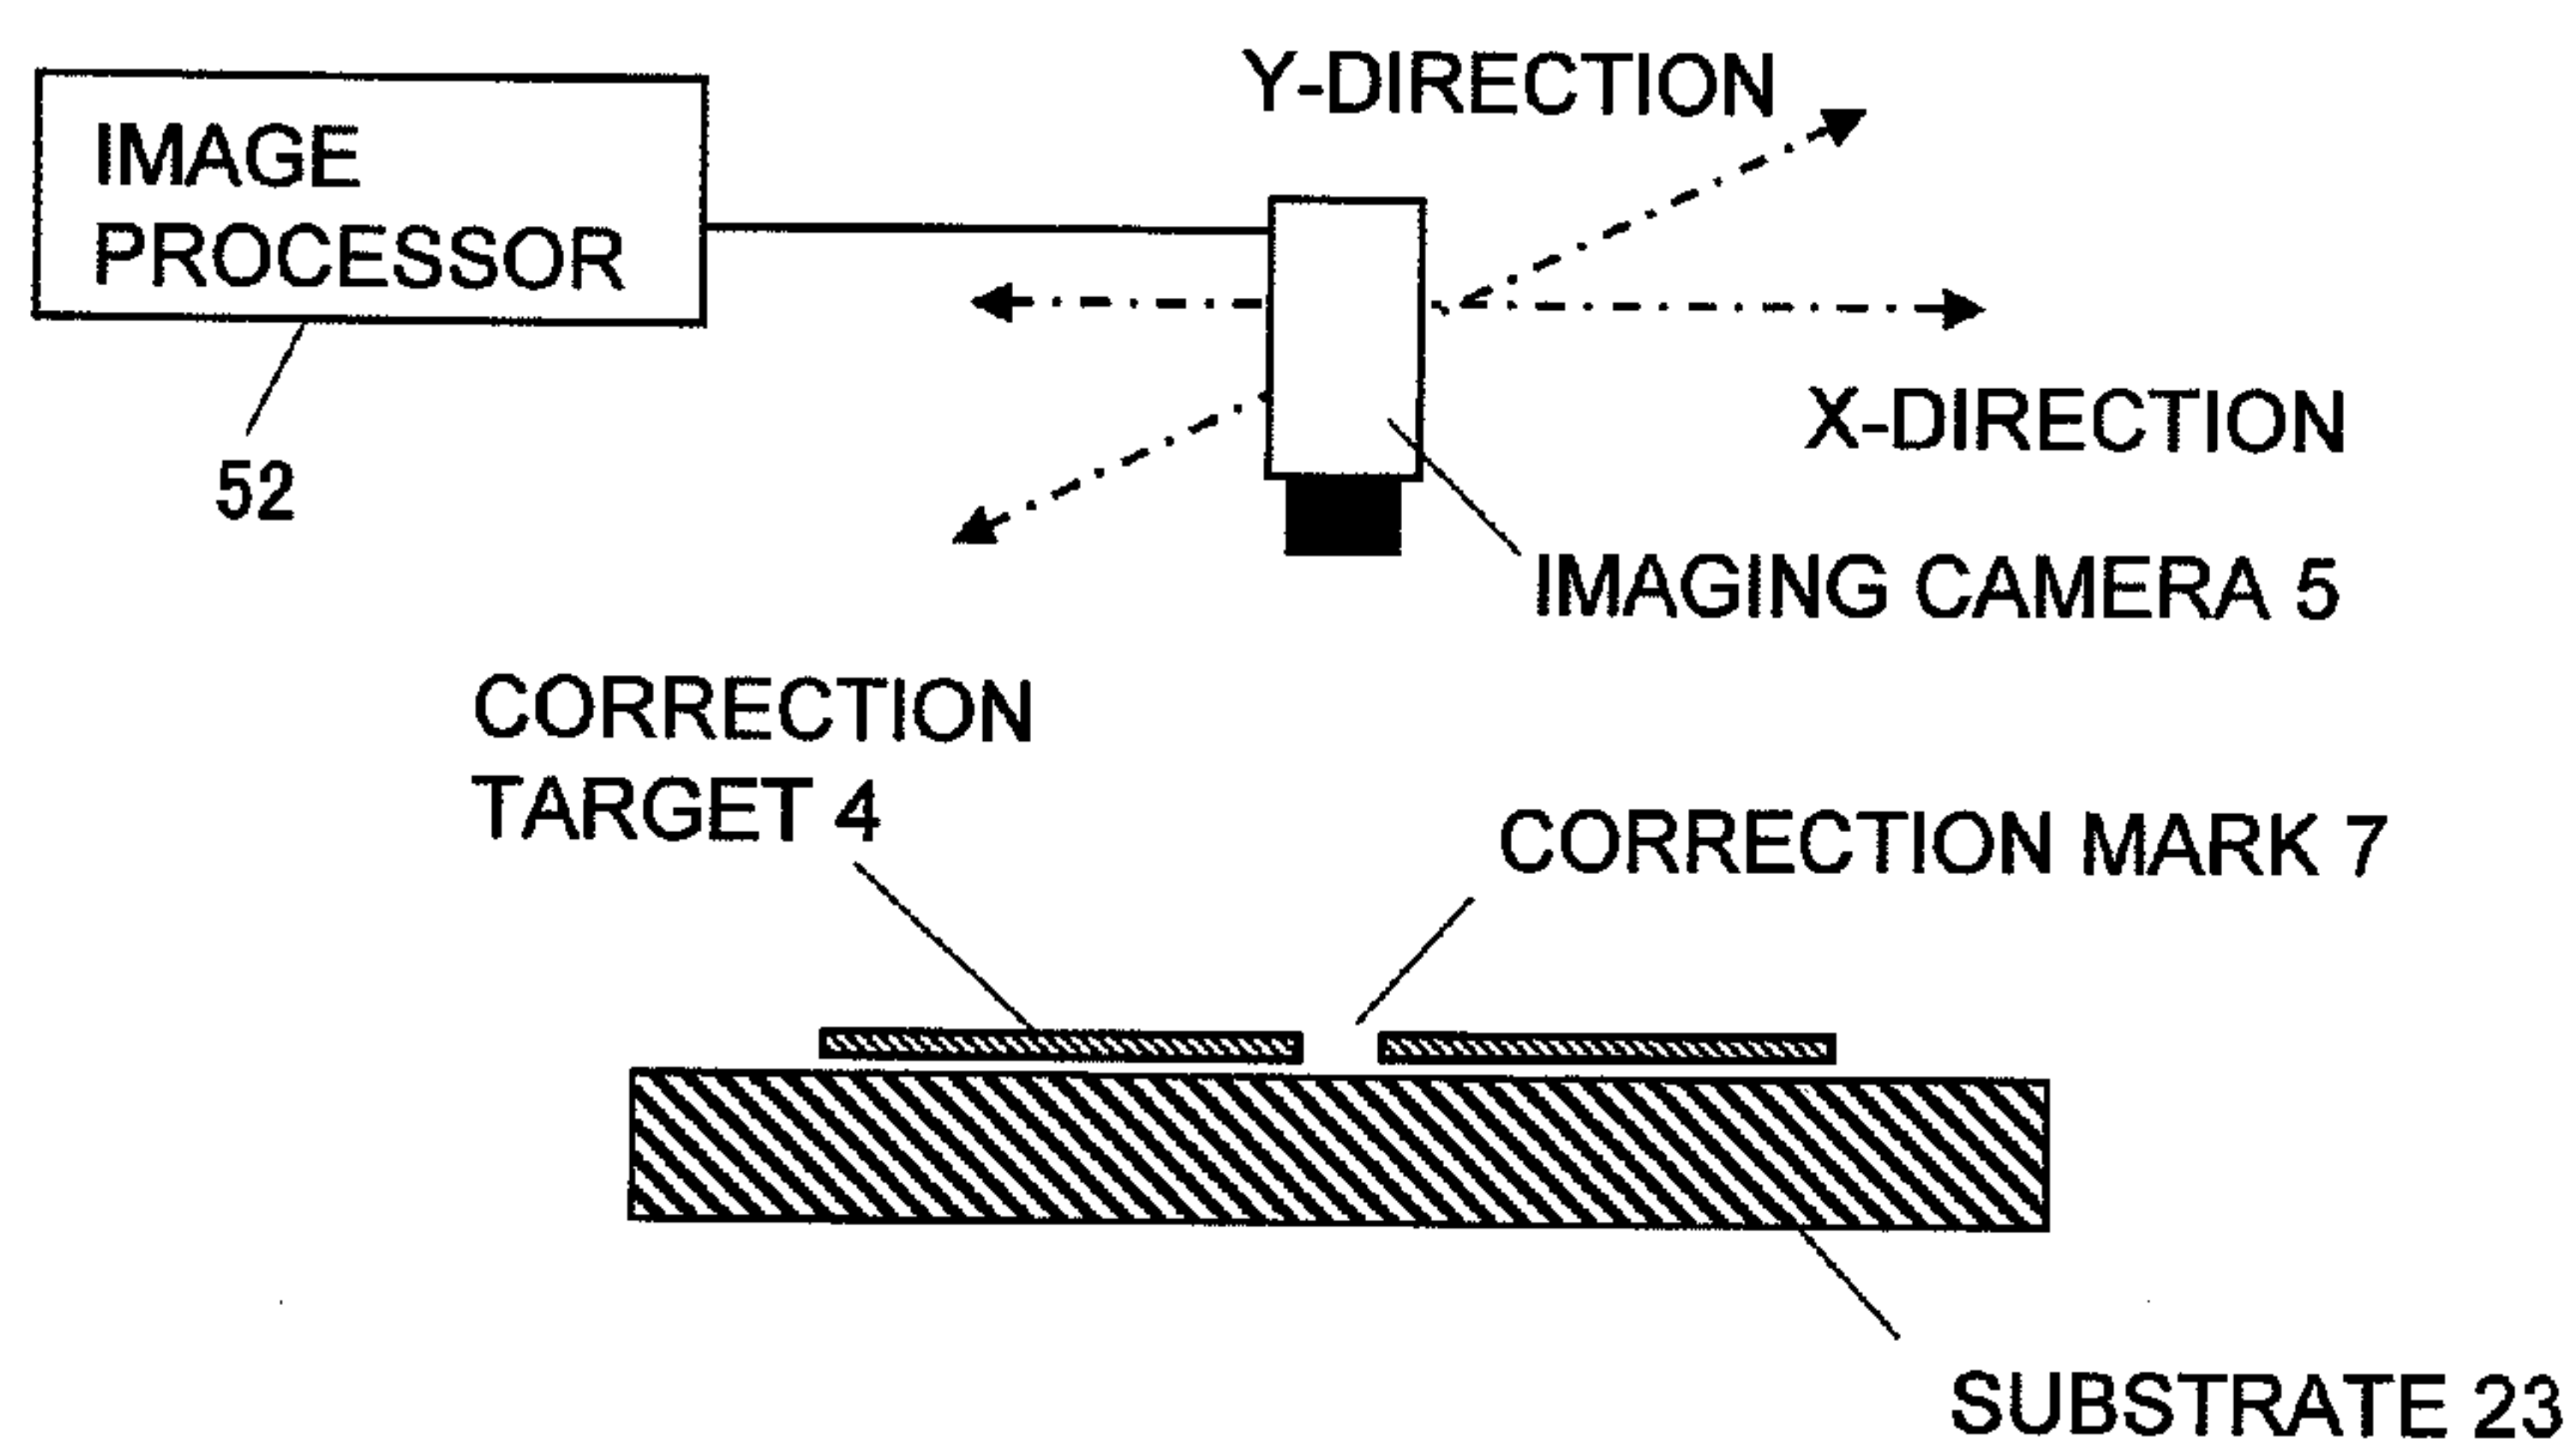 Y-DIRECTION
IMAGE
PROCESSOR
X-DIRECTION
52
IMAGING CAMERA 5
CORRECTION
TARGET 4
CORRECTION MARK 7
SUBSTRATE 23